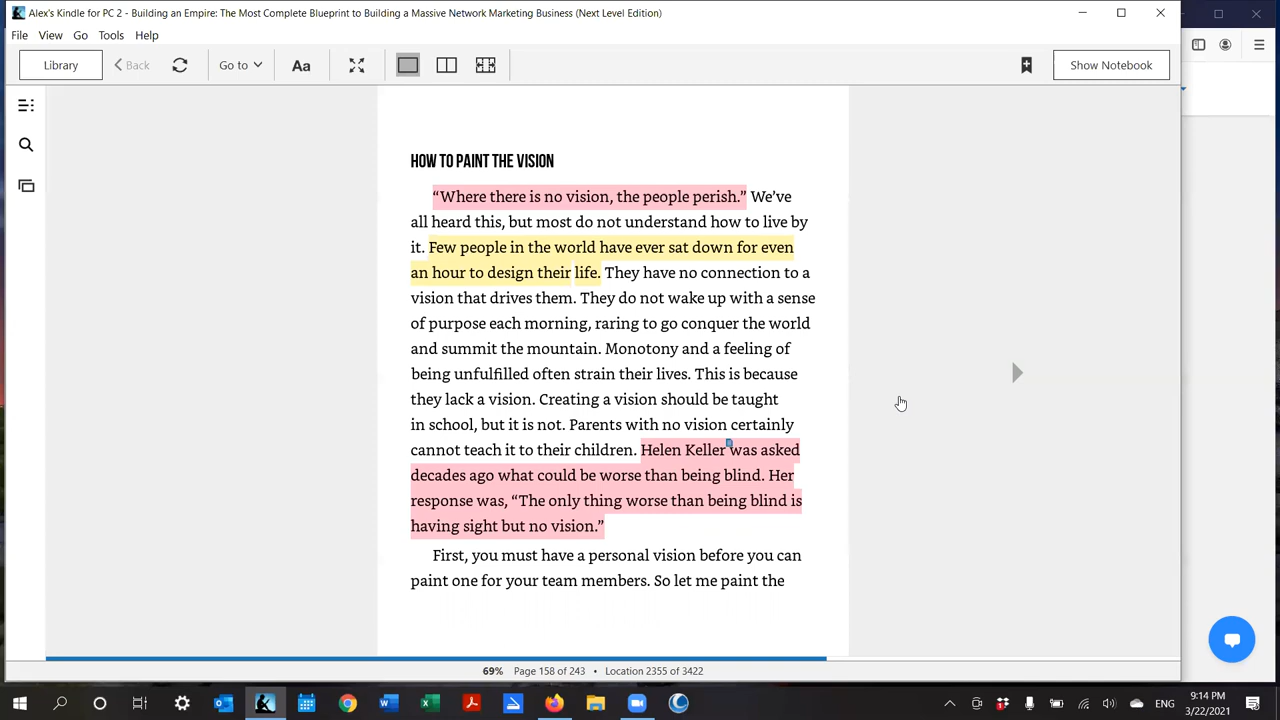 Alex's Kindle for PC 2 - Building an Empire: The Most Complete Blueprint to Building a Massive Network Marketing Business (Next Level Edition)
File View Go Tools Help
Library Back Go to Aa Show Notebook
HOW TO PAINT THE VISION
“Where there is no vision, the people perish.” We’ve
all heard this, but most do not understand how to live by
it. Few people in the world have ever sat down for even
an hour to design their life. They have no connection to a
vision that drives them. They do not wake up with a sense
of purpose each morning, raring to go conquer the world
and summit the mountain. Monotony and a feeling of
being unfulfilled often strain their lives. This is because
they lack a vision. Creating a vision should be taught
in school, but it is not. Parents with no vision certainly
cannot teach it to their children. Helen Keller was asked
decades ago what could be worse than being blind. Her
response was, “The only thing worse than being blind is
having sight but no vision.”
First, you must have a personal vision before you can
paint one for your team members. So let me paint the
69% Page 158 of 243 • Location 2355 of 3422
ENG
9:14 PM
3/22/2021